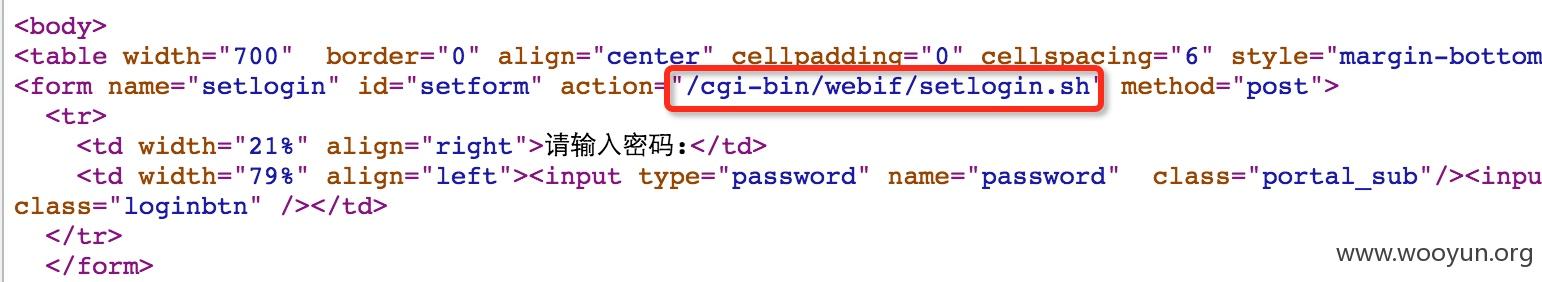 <body>
<table width="700"  border="0" align="center" cellpadding="0" cellspacing="6" style="margin-bottom
<form name="setlogin" id="setform" action="/cgi-bin/webif/setlogin.sh" method="post">
<tr>
<td width="21%" align="right">请输入密码:</td>
<td width="79%" align="left"><input type="password" name="password"  class="portal_sub"/><inpu
class="loginbtn" /></td>
</tr>
</form>
www.wooyun.org